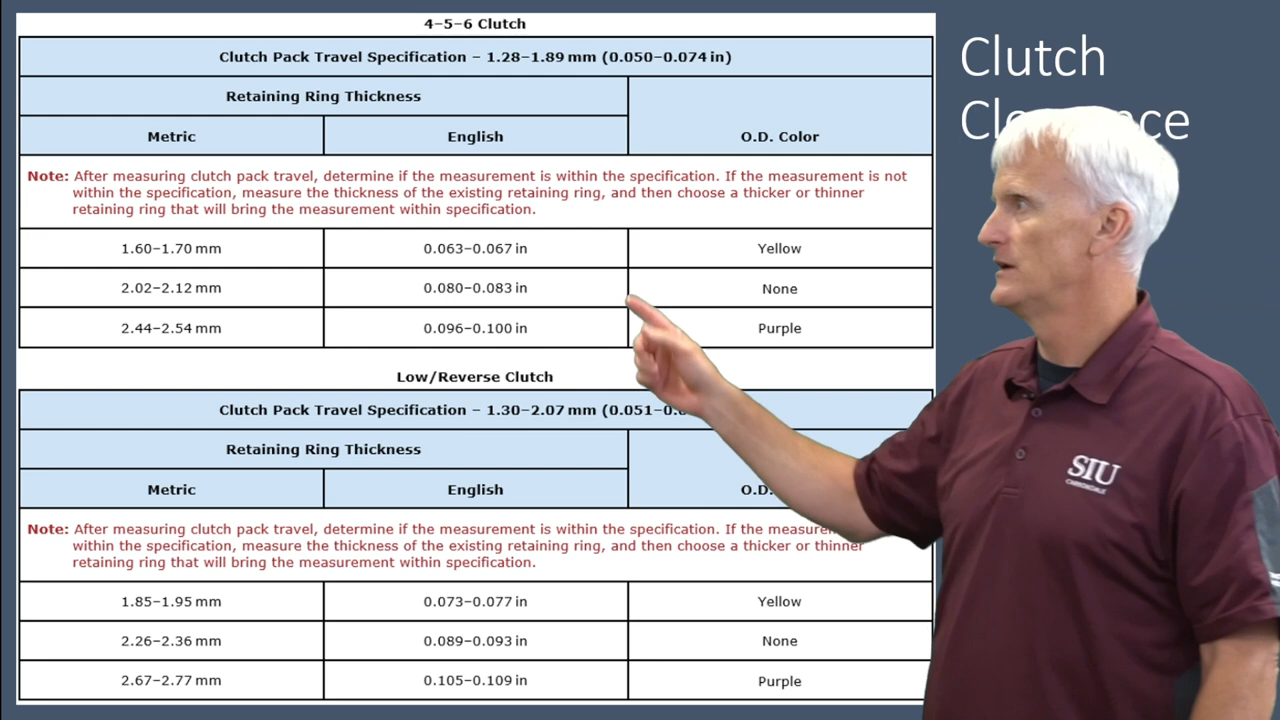 4–5–6 Clutch
Clutch Pack Travel Specification – 1.28–1.89 mm (0.050–0.074 in)
Retaining Ring Thickness
Metric English O.D. Color
Note: After measuring clutch pack travel, determine if the measurement is within the specification. If the measurement is not
within the specification, measure the thickness of the existing retaining ring, and then choose a thicker or thinner
retaining ring that will bring the measurement within specification.
1.60–1.70 mm 0.063–0.067 in Yellow
2.02–2.12 mm 0.080–0.083 in None
2.44–2.54 mm 0.096–0.100 in Purple
Low/Reverse Clutch
Clutch Pack Travel Specification – 1.30–2.07 mm (0.051–0.0
Retaining Ring Thickness
Metric English O.D.
Note: After measuring clutch pack travel, determine if the measurement is within the specification. If the
within the specification, measure the thickness of the existing retaining ring, and then choose a thicker or thinner
retaining ring that will bring the measurement within specification.
1.85–1.95 mm 0.073–0.077 in Yellow
2.26–2.36 mm 0.089–0.093 in None
2.67–2.77 mm 0.105–0.109 in Purple
Clutch
SIU